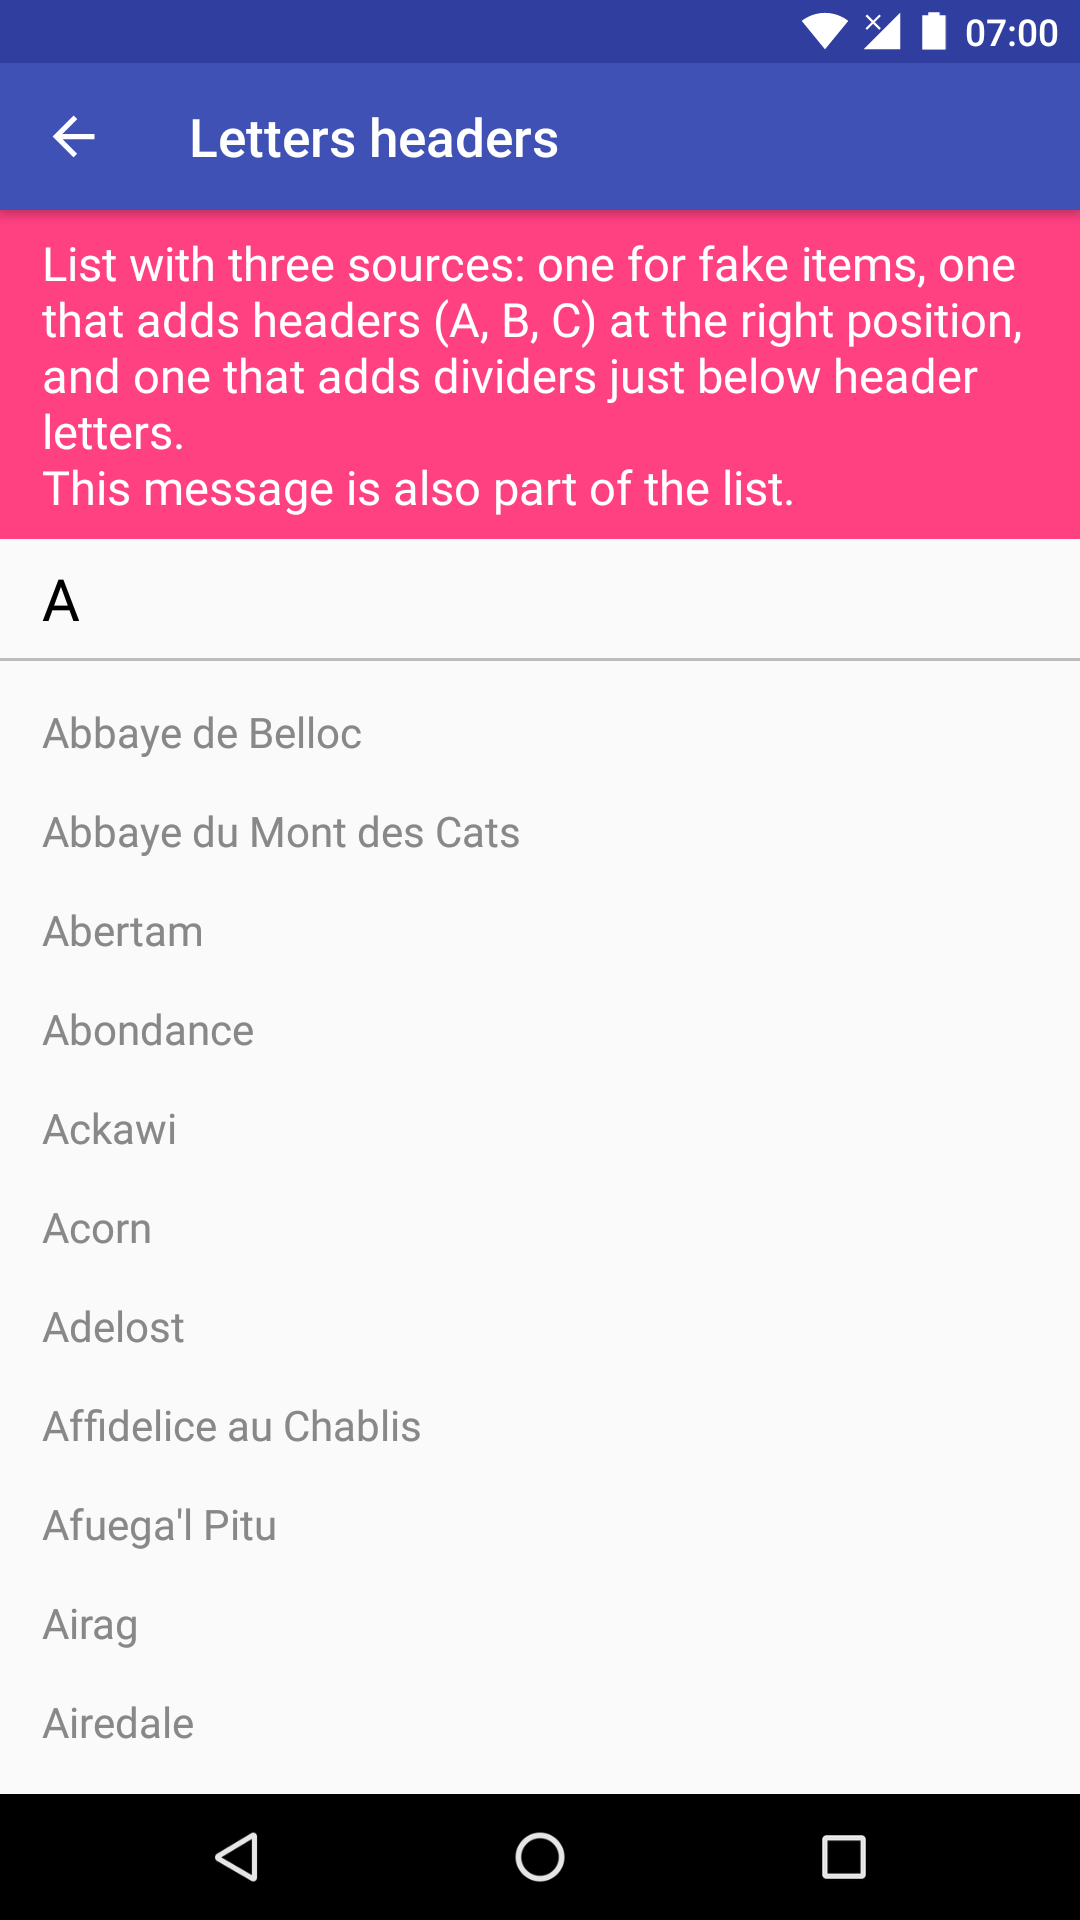 07:00
Letters headers
List with three sources: one for fake items, one
that adds headers (A, B, C) at the right position,
and one that adds dividers just below header
letters.
This message is also part of the list.
A
Abbaye de Belloc
Abbaye du Mont des Cats
Abertam
Abondance
Ackawi
Acorn
Adelost
Affidelice au Chablis
Afuega'l Pitu
Airag
Airedale